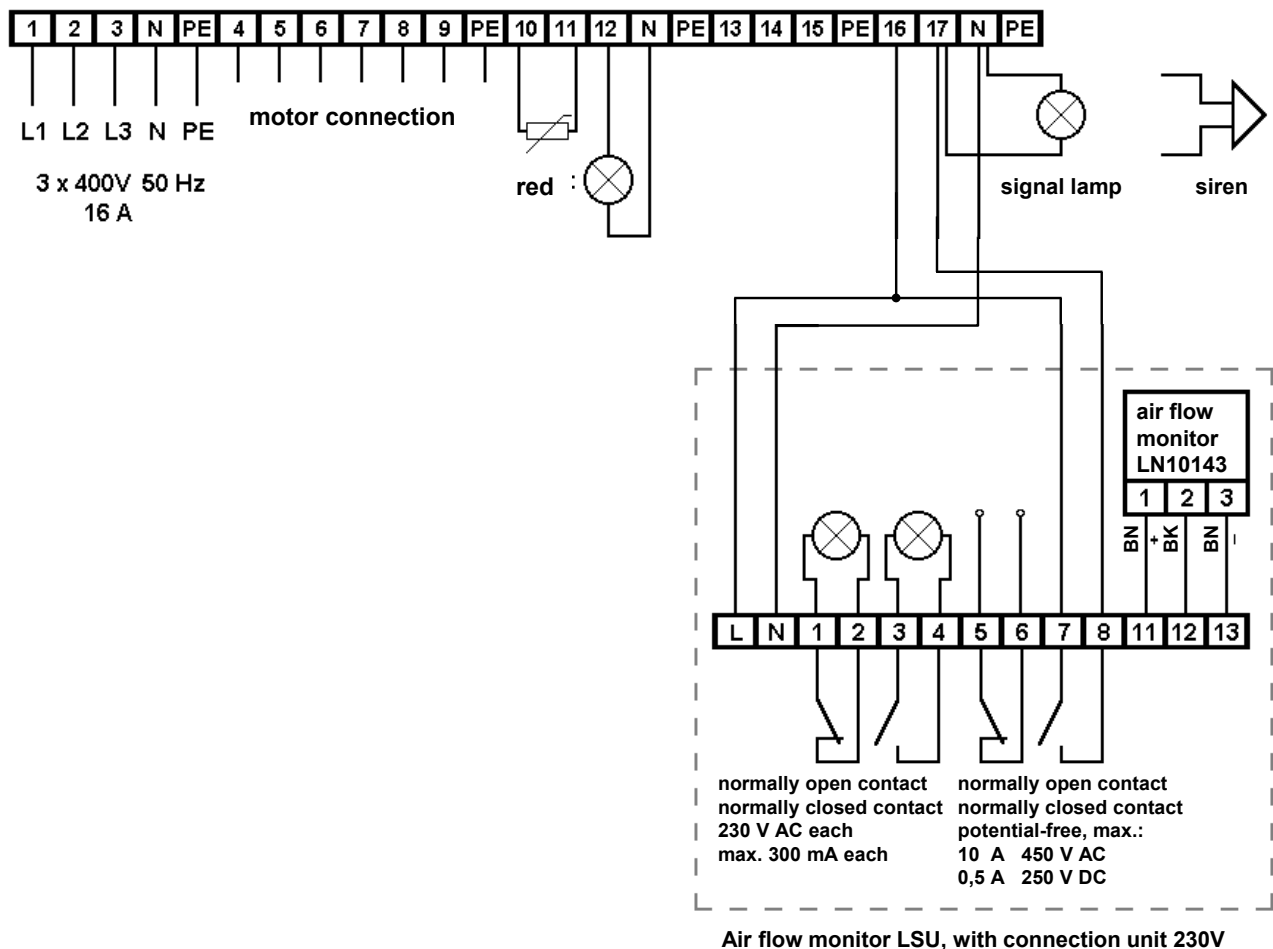 1 2 3 N PE 4 5 6 7 8 9 PE 10 11 12 N PE 13 14 15 PE 16 17 N PE
L1 L2 L3 N PE
motor connection
3 x 400V 50 Hz
16 A
red :
signal lamp
siren
air flow
monitor
LN10143
1 2 3
BN + BK BN –
L N 1 2 3 4 5 6 7 8 11 12 13
normally open contact
normally closed contact
230 V AC each
max. 300 mA each
normally open contact
normally closed contact
potential-free, max.:
10 A 450 V AC
0,5 A 250 V DC
Air flow monitor LSU, with connection unit 230V